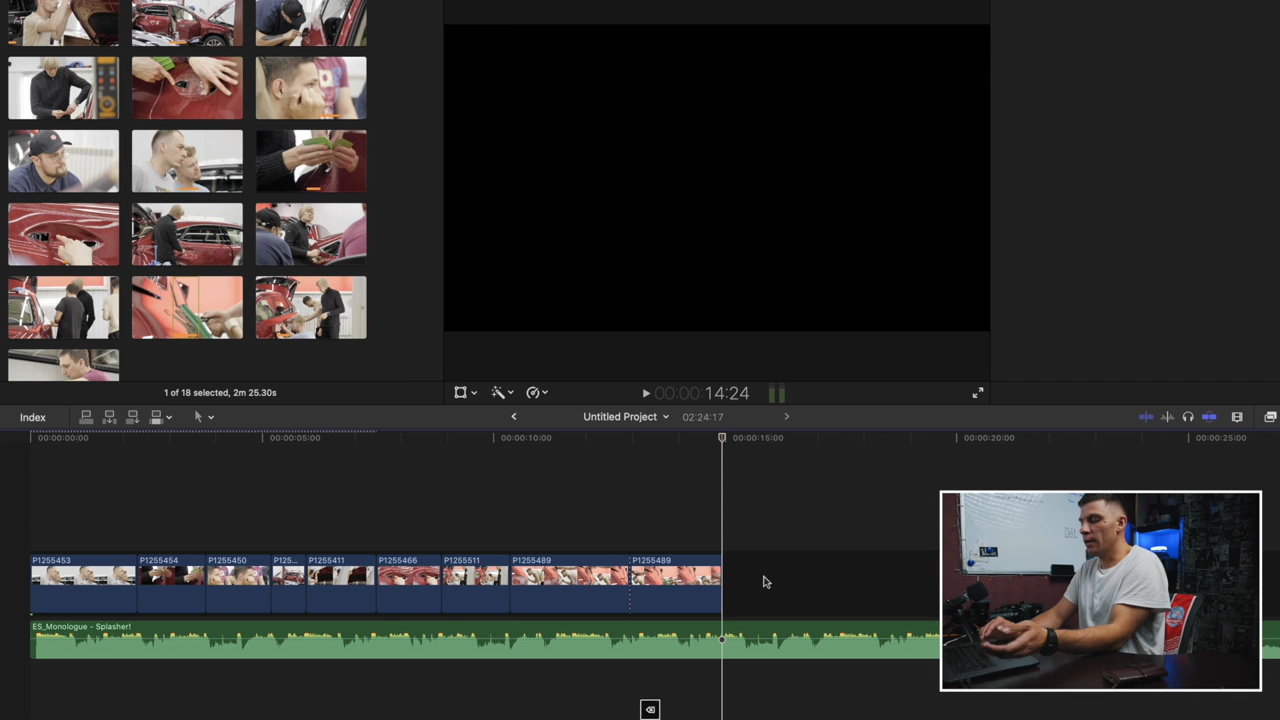 1 of 18 selected, 2m 25.30s
00:00:14:24
Index
Untitled Project
02:24:17
00:00:00:00
00:00:05:00
00:00:10:00
00:00:15:00
00:00:20:00
00:00:25:00
P1255453
P1255454
P1255450
P125...
P1255411
P1255466
P1255511
P1255489
P1255489
ES_Monologue - Splasher!